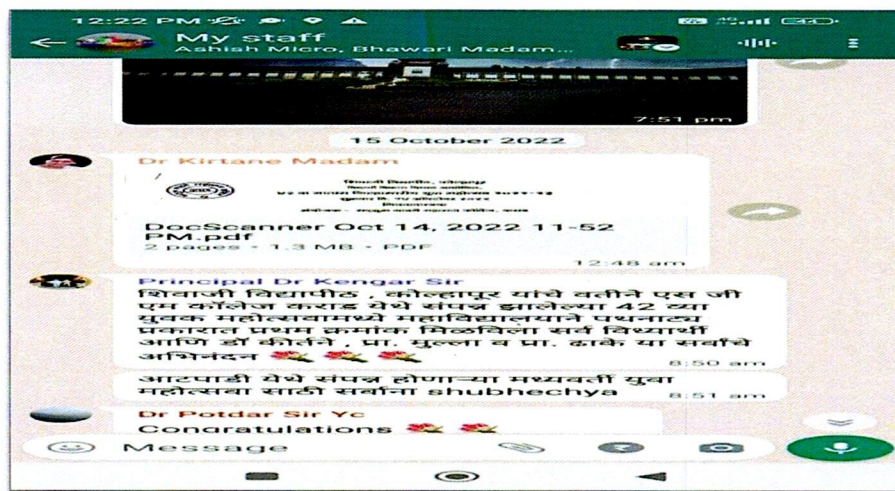 12:22 PM
My staff
Ashish Micro, Bhawari Madam...
7:51 pm
15 October 2022
Dr Kirtane Madam
DocScanner Oct 14, 2022 11-52
PM.pdf
2 pages • 1.3 MB • PDF
12:48 am
Principal Dr Kengar Sir
शिवाजी विद्यापीठ , कोल्हापूर यांचे वतीने एस जी
एम कॉलेज कराड येथे संपन्न झालेल्या 42 व्या
युवक महोत्सवामध्ये महाविद्यालयाने पथनाट्य
प्रकारात प्रथम क्रमांक मिळविला सर्व विध्यार्थी
आणि डॉ कीर्तने , प्रा. मुल्ला व प्रा. ढाके या सर्वांचे
अभिनंदन 💐 💐 💐
8:50 am
आटपाडी येथे संपन्न होणाऱ्या मध्यवर्ती युवा
महोत्सवा साठी सर्वांना shubhechya
8:51 am
Dr Potdar Sir Yc
Congratulations 💐 💐
Message